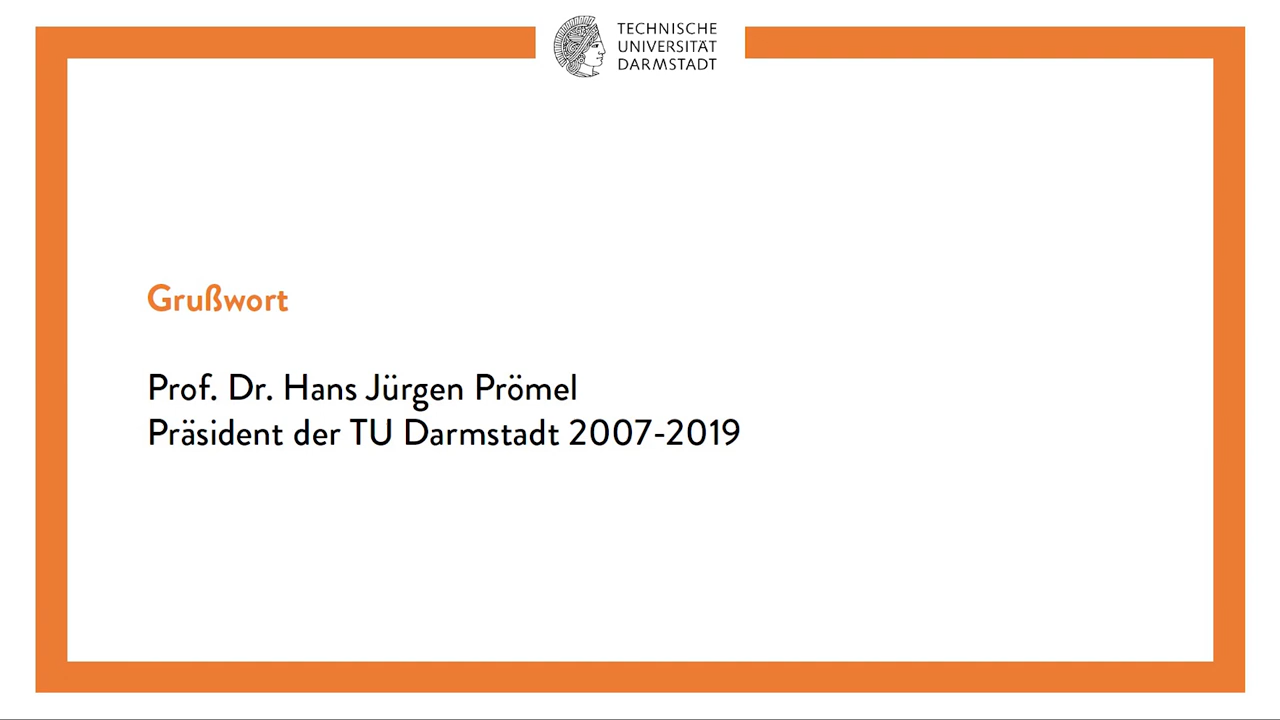 TECHNISCHE
UNIVERSITÄT
DARMSTADT
Grußwort
Prof. Dr. Hans Jürgen Prömel
Präsident der TU Darmstadt 2007-2019